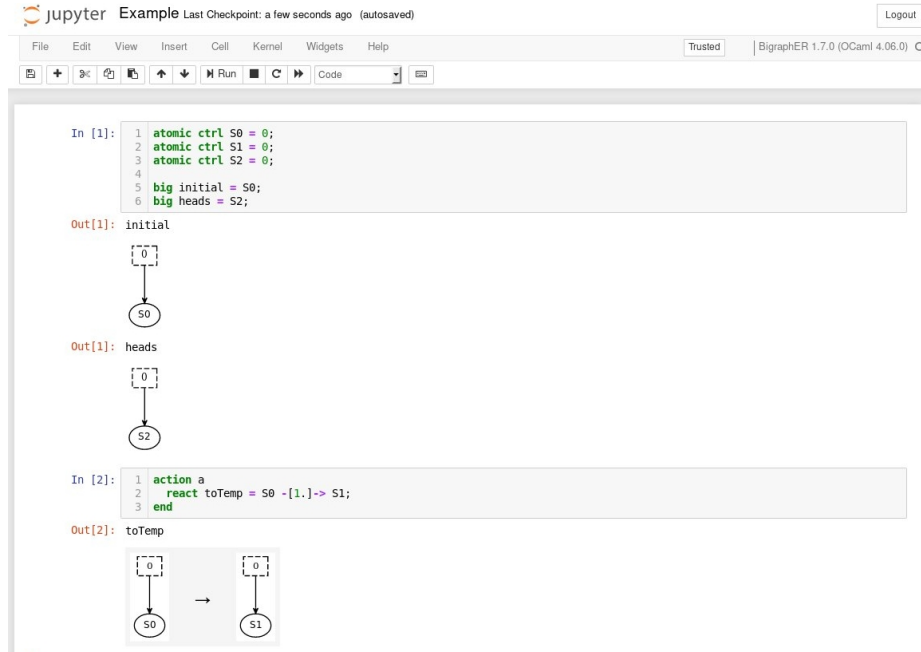 jupyter Example Last Checkpoint: a few seconds ago (autosaved) Logout
File Edit View Insert Cell Kernel Widgets Help Trusted BigraphER 1.7.0 (OCaml 4.06.0)
Run Code
In [1]:
1 atomic ctrl S0 = 0;
2 atomic ctrl S1 = 0;
3 atomic ctrl S2 = 0;
4
5 big initial = S0;
6 big heads = S2;
Out[1]: initial
0
S0
Out[1]: heads
0
S2
In [2]:
1 action a
2 react toTemp = S0 -[1.]-> S1;
3 end
Out[2]: toTemp
0 0
→
S0 S1